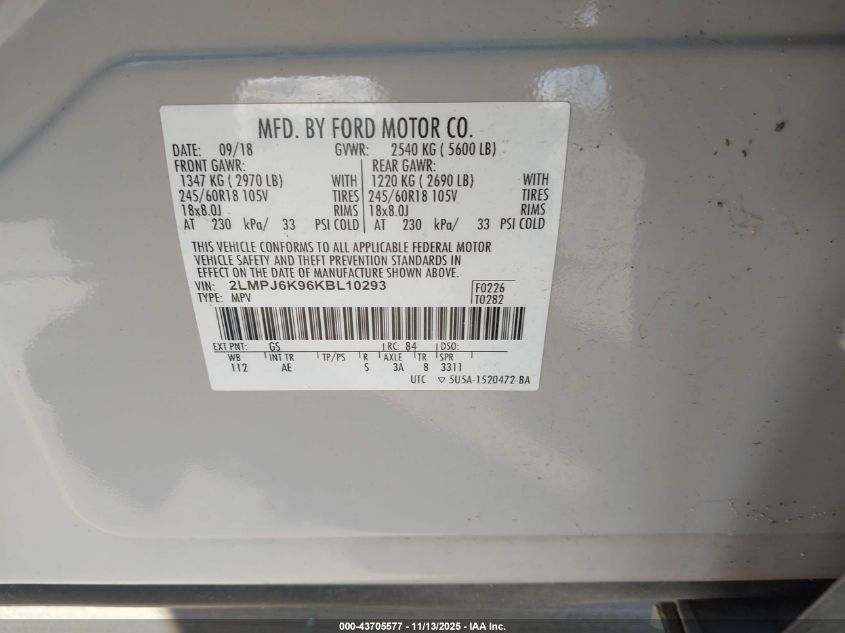 MFD. BY FORD MOTOR CO.
DATE: 09/18 GVWR: 2540 KG ( 5600 LB)
FRONT GAWR: REAR GAWR:
1347 KG ( 2970 LB) WITH 1220 KG ( 2690 LB) WITH
245/60R18 105V TIRES 245/60R18 105V TIRES
18x8.0J RIMS 18x8.0J RIMS
AT 230 kPa/ 33 PSI COLD AT 230 kPa/ 33 PSI COLD
THIS VEHICLE CONFORMS TO ALL APPLICABLE FEDERAL MOTOR
VEHICLE SAFETY AND THEFT PREVENTION STANDARDS IN
EFFECT ON THE DATE OF MANUFACTURE SHOWN ABOVE.
VIN: 2LMPJ6K96KBL10293 F0226
TYPE: MPV T0282
EXT PNT: GS RC: 84 DSO:
WB INT TR TP/PS R AXLE TR SPR
112 AE S 3A 8 3311
UTC ▽ 5U5A-1520472-BA
000-43705577 - 11/13/2025 - IAA Inc.